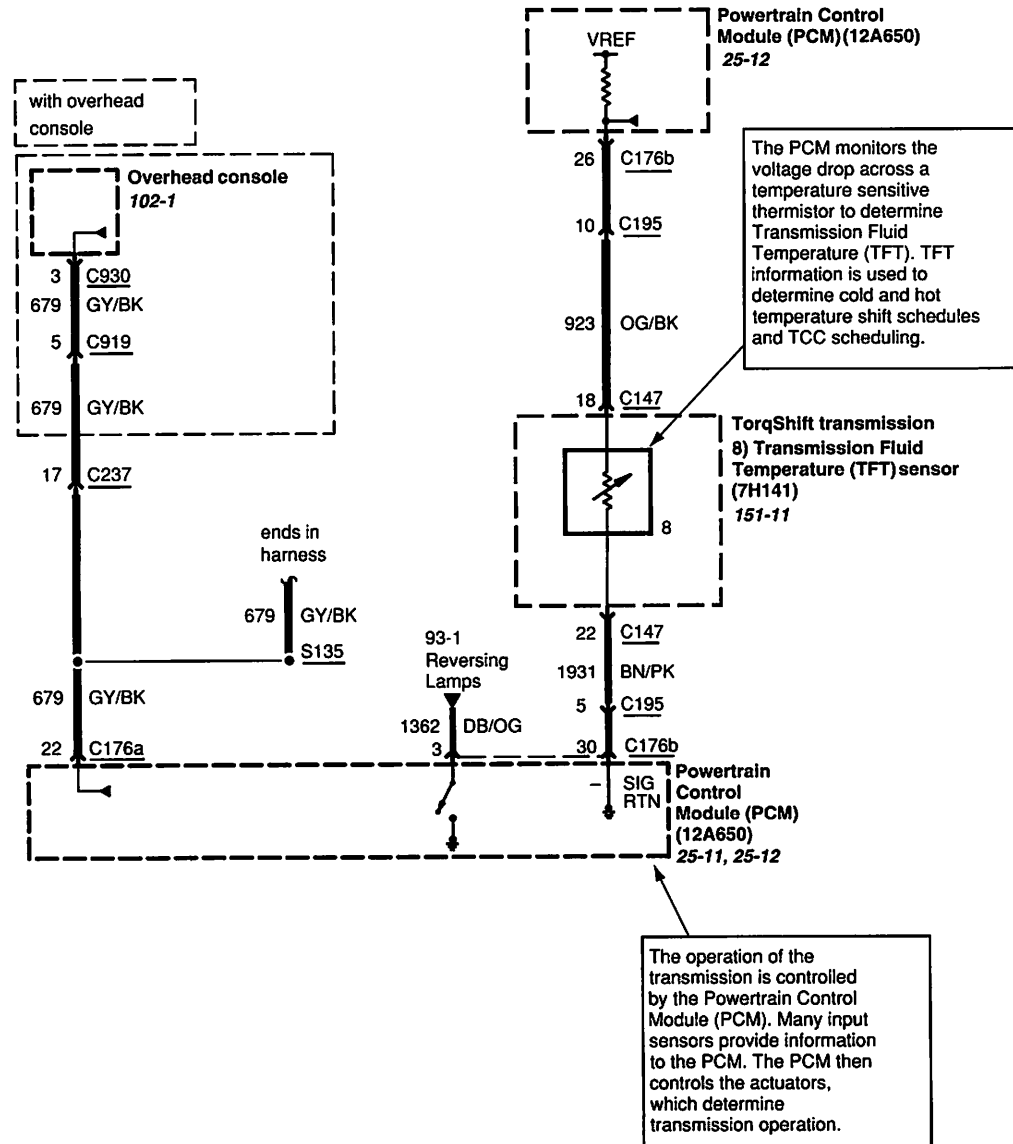 Powertrain Control
Module (PCM) (12A650)
25-12
VREF
with overhead
console
Overhead console
102-1
26 C176b
The PCM monitors the
voltage drop across a
temperature sensitive
thermistor to determine
Transmission Fluid
Temperature (TFT). TFT
information is used to
determine cold and hot
temperature shift schedules
and TCC scheduling.
10 C195
3 C930
679 GY/BK
5 C919
923 OG/BK
679 GY/BK
18 C147
TorqShift transmission
8) Transmission Fluid
Temperature (TFT) sensor
(7H141)
151-11
17 C237
8
ends in
harness
679 GY/BK
S135
22 C147
93-1
Reversing
Lamps
1931 BN/PK
679 GY/BK
5 C195
1362 DB/OG
22 C176a
3
30 C176b
– SIG
RTN
Powertrain
Control
Module (PCM)
(12A650)
25-11, 25-12
The operation of the
transmission is controlled
by the Powertrain Control
Module (PCM). Many input
sensors provide information
to the PCM. The PCM then
controls the actuators,
which determine
transmission operation.